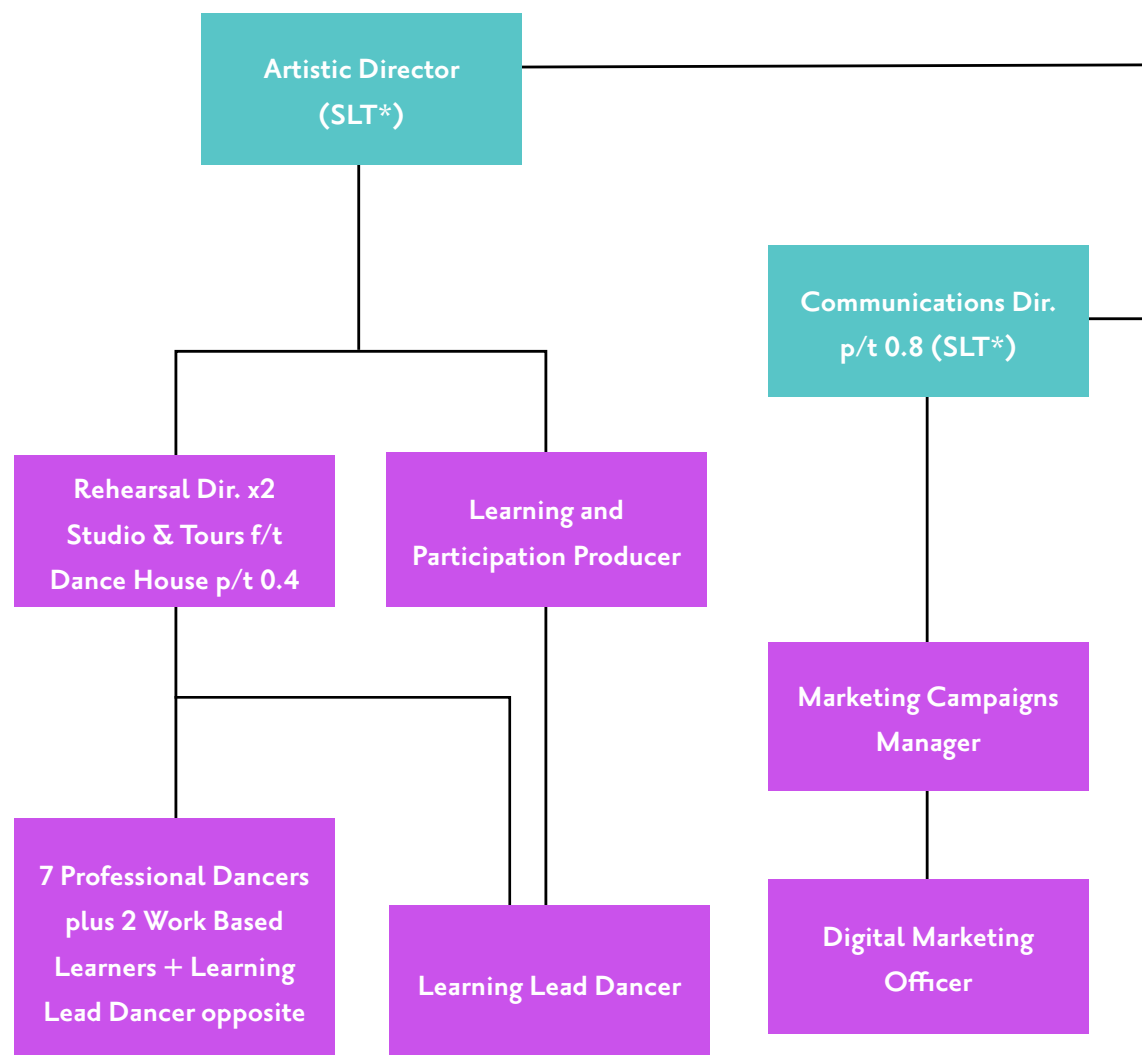 Artistic Director
(SLT*)
Communications Dir.
p/t 0.8 (SLT*)
Rehearsal Dir. x2
Studio & Tours f/t
Dance House p/t 0.4
Learning and
Participation Producer
Marketing Campaigns
Manager
7 Professional Dancers
plus 2 Work Based
Learners + Learning
Lead Dancer opposite
Learning Lead Dancer
Digital Marketing
Officer